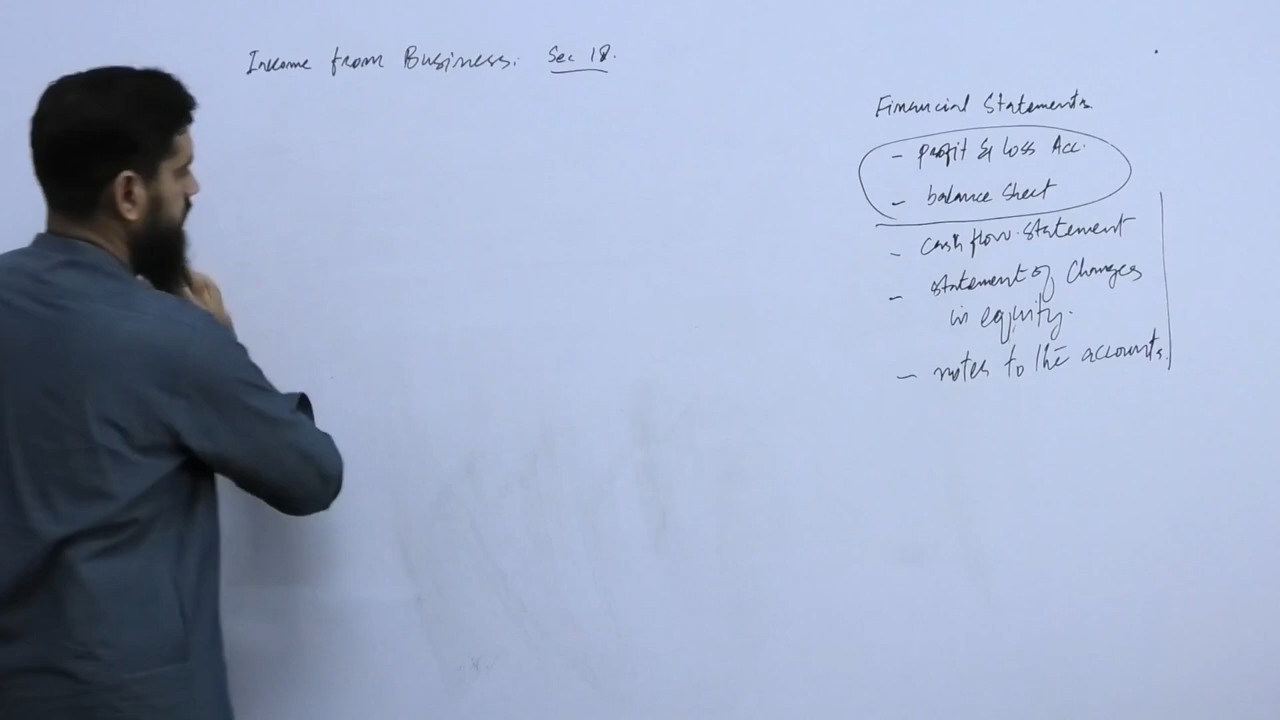 Income from Business. Sec 18.
Financial Statements.
- profit & loss Acc.
- balance sheet
- cash flow statement
- statement of changes
in equity.
- notes to the accounts.